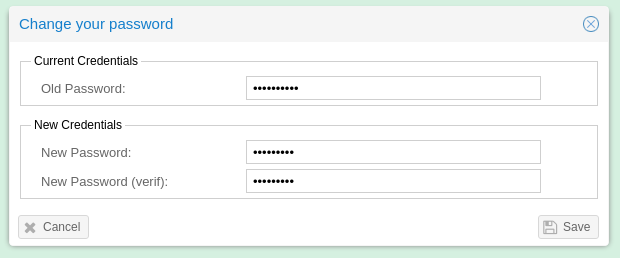 Change your password
Current Credentials
Old Password: ••••••••••
New Credentials
New Password: •••••••••
New Password (verif): •••••••••
Cancel Save